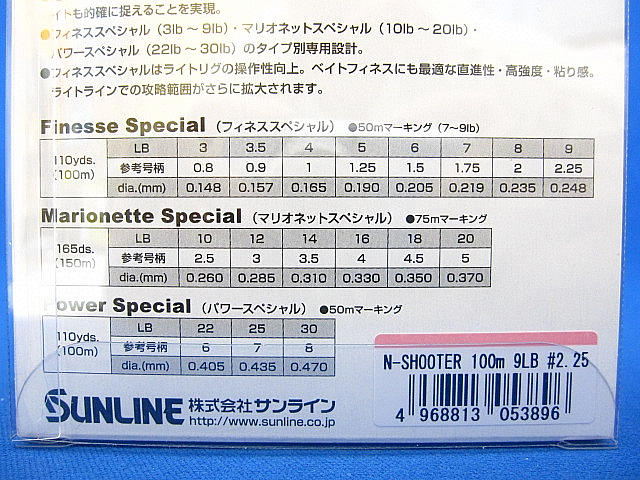 イトも的確に捉えることを実現。
●フィネススペシャル（3lb～9lb）・マリオネットスペシャル（10lb～20lb）・
パワースペシャル（22lb～30lb）のタイプ別専用設計。
●フィネススペシャルはライトリグの操作性向上。ベイトフィネスにも最適な直進性・高強度・粘り感。
ライトラインでの攻略範囲がさらに拡大されます。
Finesse Special（フィネススペシャル）●50mマーキング（7～9lb）
110yds.(100m) LB 3 3.5 4 5 6 7 8 9
参考号柄 0.8 0.9 1 1.25 1.5 1.75 2 2.25
dia.(mm) 0.148 0.157 0.165 0.190 0.205 0.219 0.235 0.248
Marionette Special（マリオネットスペシャル）●75mマーキング
165ds.(150m) LB 10 12 14 16 18 20
参考号柄 2.5 3 3.5 4 4.5 5
dia.(mm) 0.260 0.285 0.310 0.330 0.350 0.370
Power Special（パワースペシャル）●50mマーキング
110yds.(100m) LB 22 25 30
参考号柄 6 7 8
dia.(mm) 0.405 0.435 0.470
SUNLINE 株式会社サンライン
http://www.sunline.co.jp
N-SHOOTER 100m 9LB #2.25
4 968813 053896